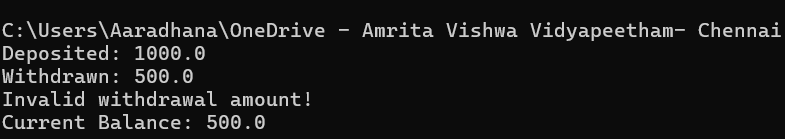 C:\Users\Aaradhana\OneDrive - Amrita Vishwa Vidyapeetham- Chennai
Deposited: 1000.0
Withdrawn: 500.0
Invalid withdrawal amount!
Current Balance: 500.0